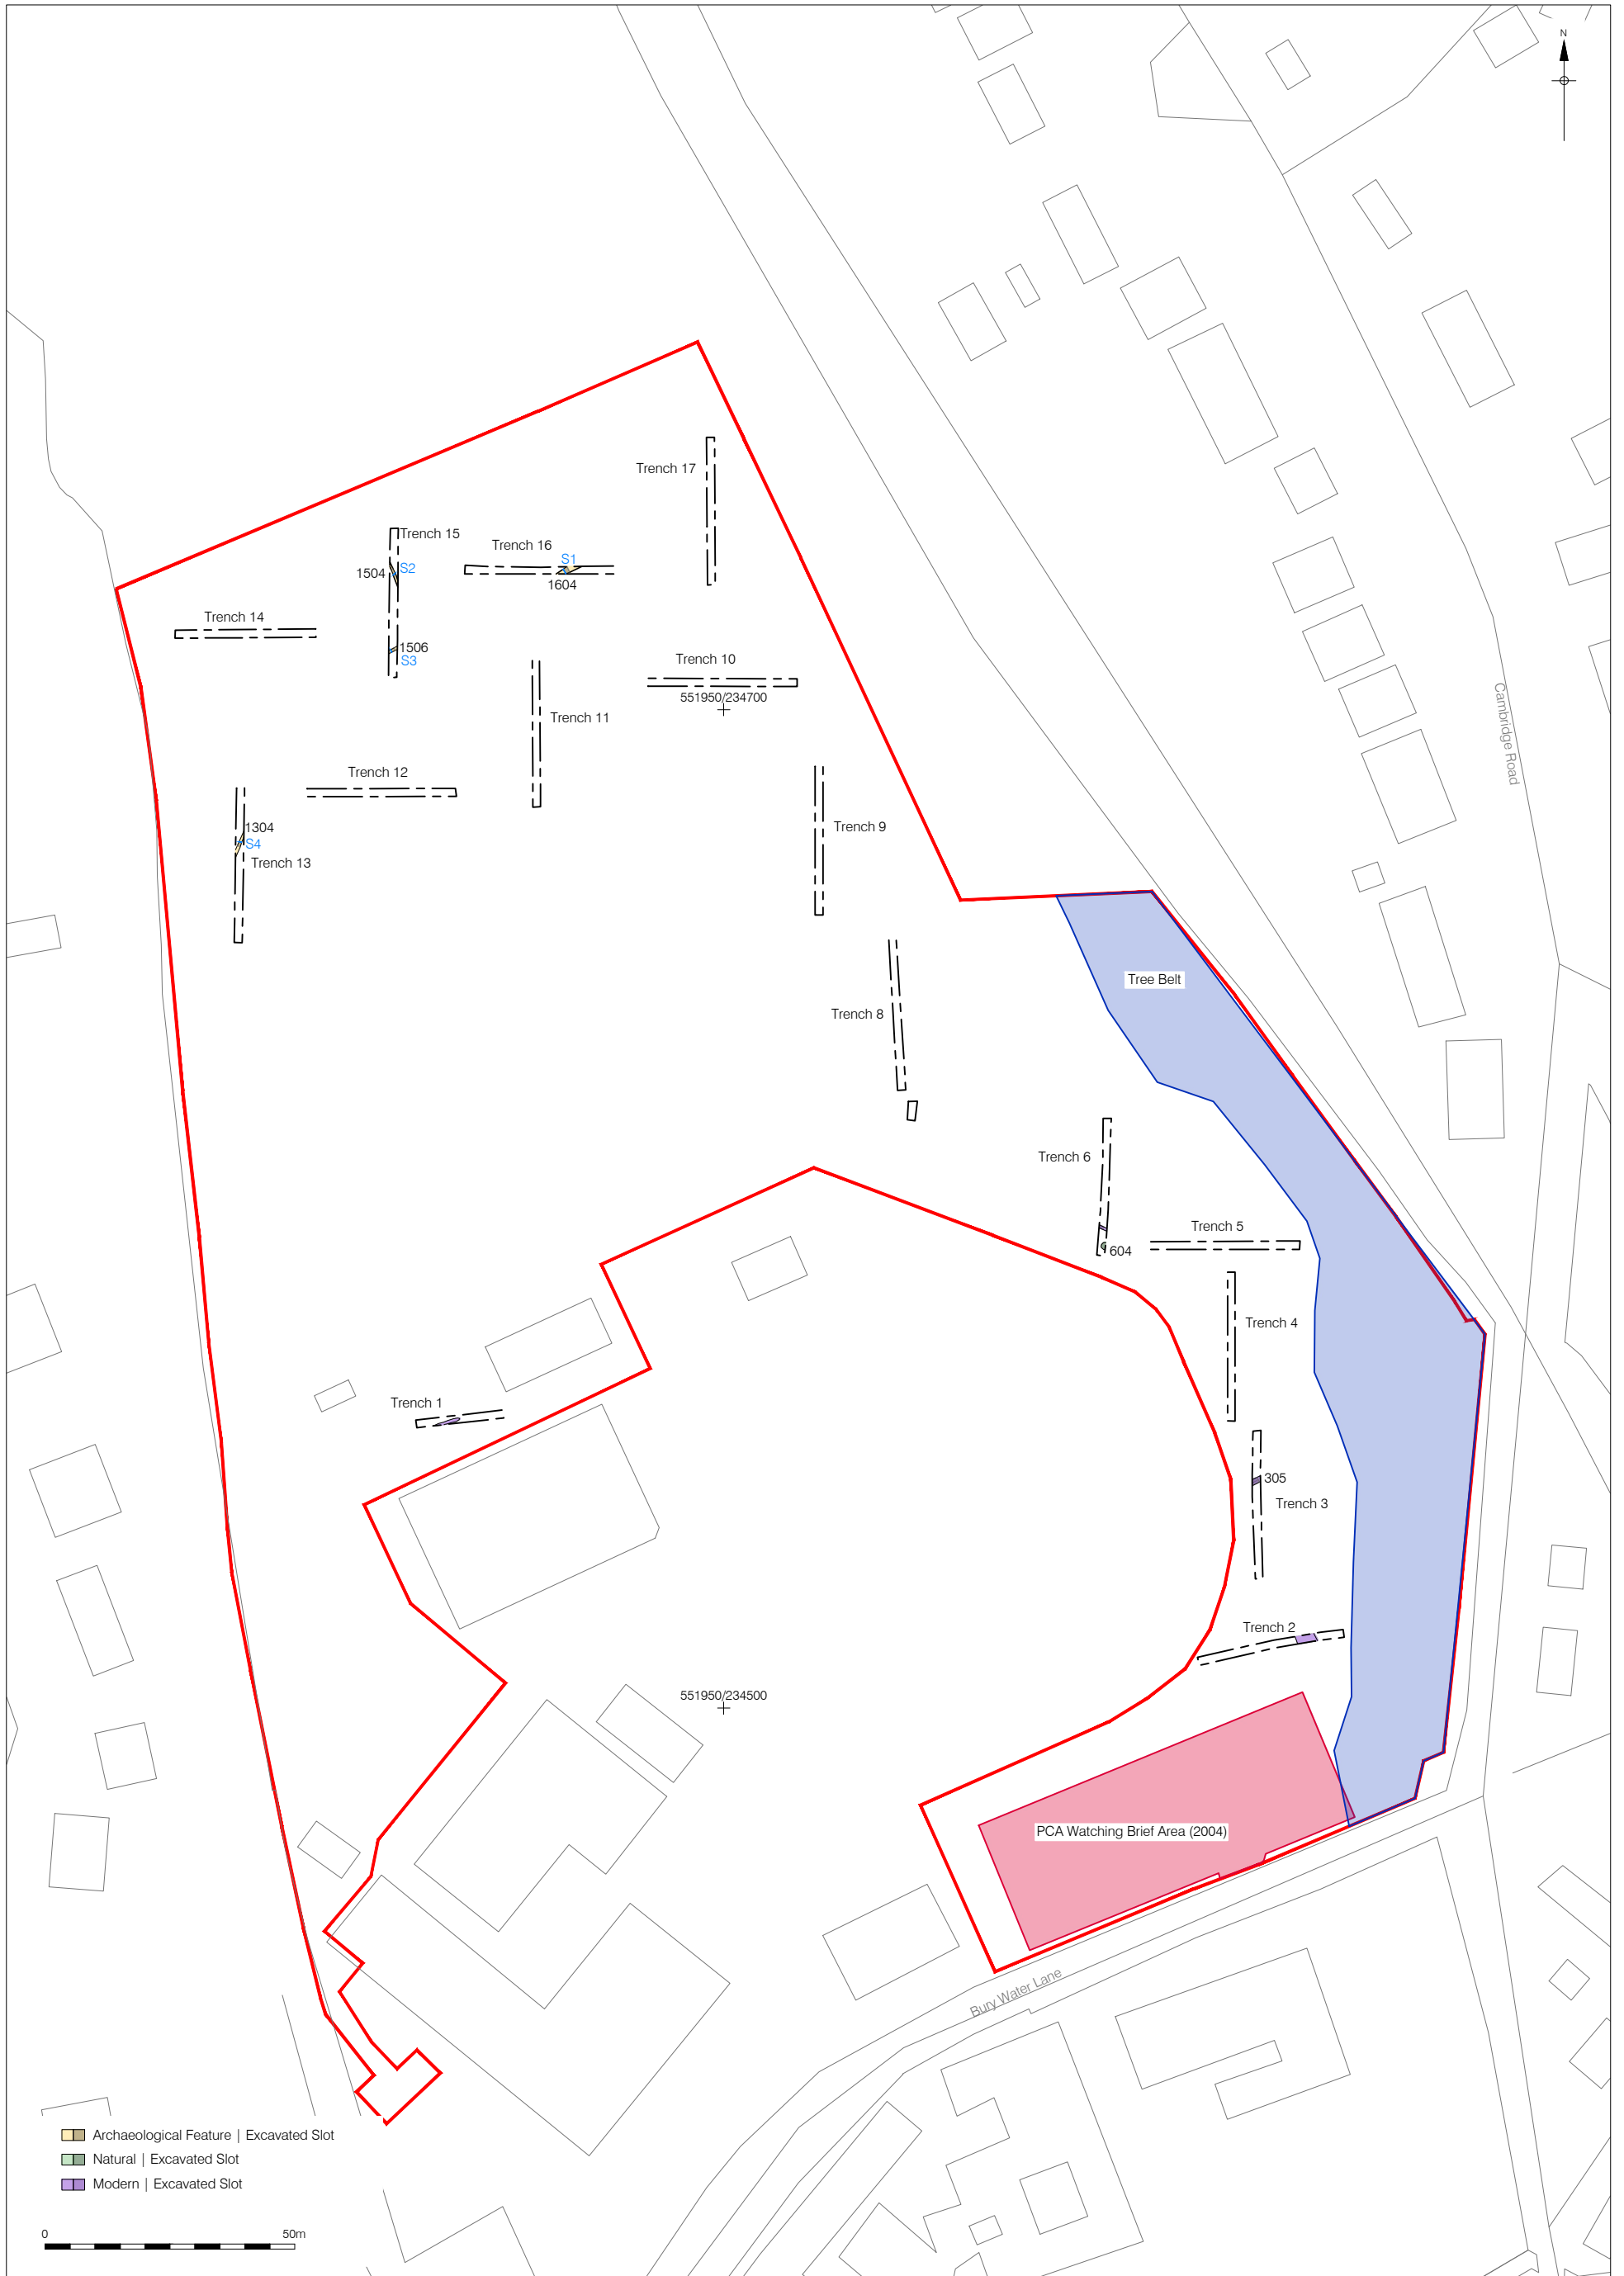 N
Trench 17
Trench 15
Trench 16
S1
S2
1504
1604
Trench 14
1506
S3
Trench 10
551950/234700
Trench 11
Cambridge Road
Trench 12
1304
S4
Trench 13
Trench 9
Tree Belt
Trench 8
Trench 6
Trench 5
604
Trench 4
Trench 1
305
Trench 3
Trench 2
551950/234500
PCA Watching Brief Area (2004)
Bury Water Lane
Archaeological Feature | Excavated Slot
Natural | Excavated Slot
Modern | Excavated Slot
0 50m